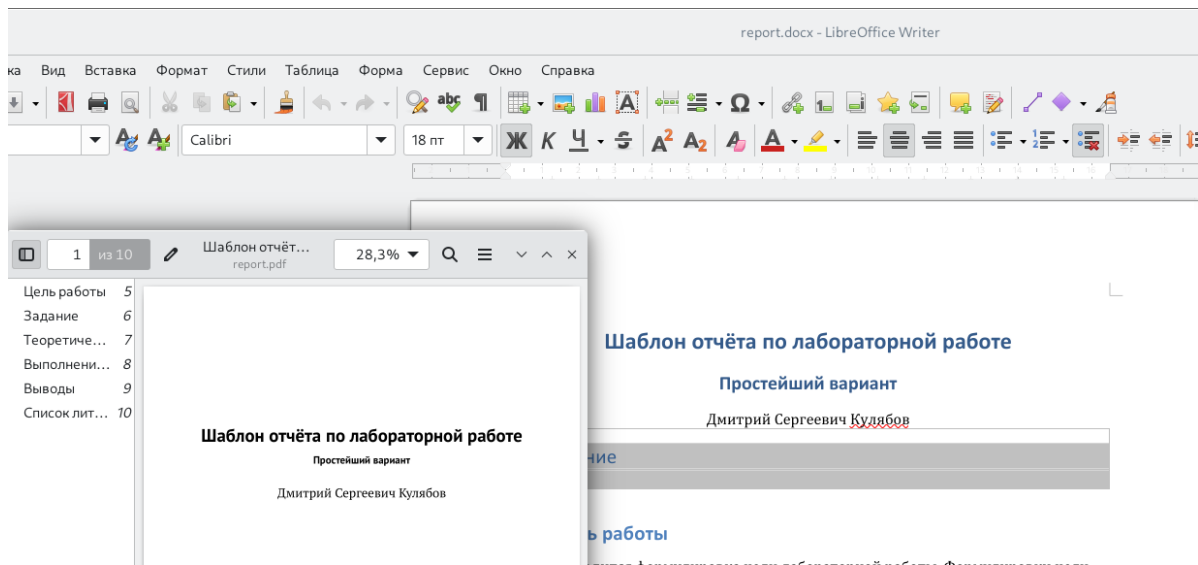 report.docx - LibreOffice Writer
ка Вид Вставка Формат Стили Таблица Форма Сервис Окно Справка
Calibri 18 пт Ж К Ч S A2 A2
1 из 10 Шаблон отчёт... 28,3%
report.pdf
Цель работы 5
Задание 6
Теоретиче... 7
Выполнени... 8
Выводы 9
Список лит... 10
Шаблон отчёта по лабораторной работе
Простейший вариант
Дмитрий Сергеевич Кулябов
Шаблон отчёта по лабораторной работе
Простейший вариант
Дмитрий Сергеевич Кулябов
ние
ь работы